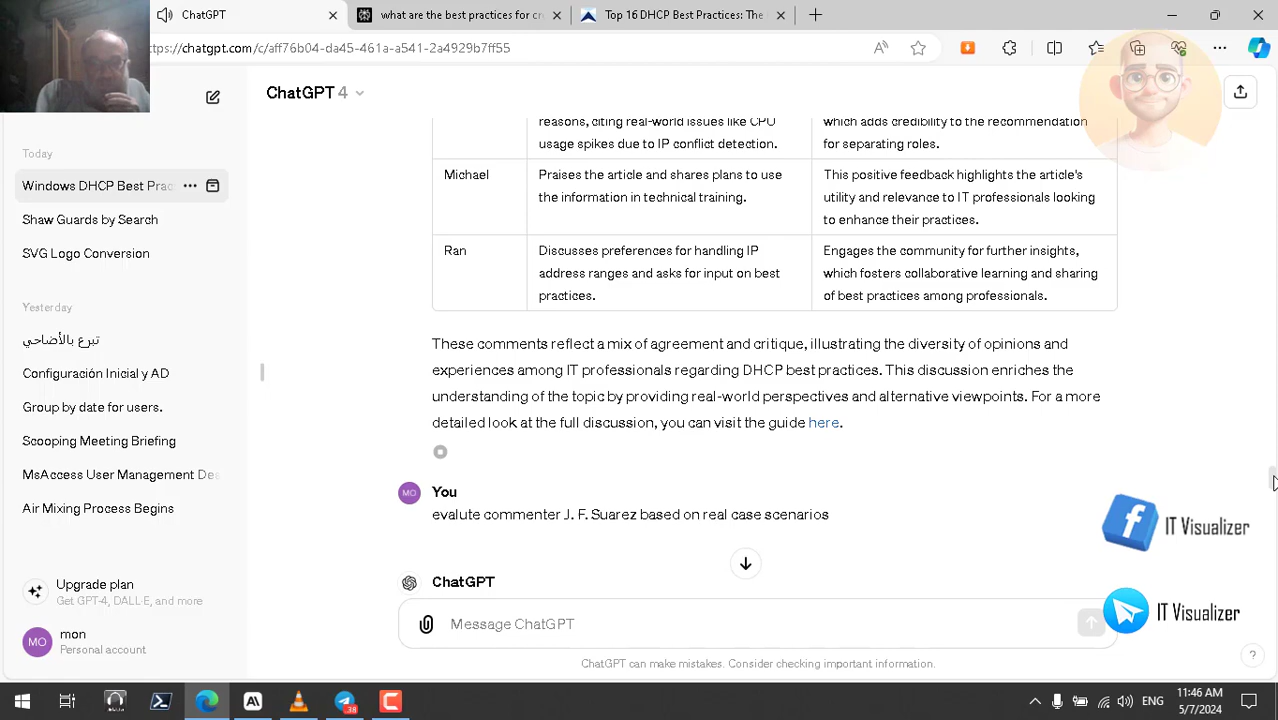 ChatGPT
what are the best practices for cr
Top 16 DHCP Best Practices: The
ttps://chatgpt.com/c/aff76b04-da45-461a-a541-2a4929b7ff55
ChatGPT 4
Today
Windows DHCP Best Prac
Shaw Guards by Search
SVG Logo Conversion
Yesterday
تبرع بالأضاحي
Configuración Inicial y AD
Group by date for users.
Scooping Meeting Briefing
MsAccess User Management Dea
Air Mixing Process Begins
Upgrade plan
Get GPT-4, DALL·E, and more
MO
mon
Personal account
reasons, citing real-world issues like CPU
usage spikes due to IP conflict detection.
which adds credibility to the recommendation
for separating roles.
Michael
Praises the article and shares plans to use
the information in technical training.
This positive feedback highlights the article's
utility and relevance to IT professionals looking
to enhance their practices.
Ran
Discusses preferences for handling IP
address ranges and asks for input on best
practices.
Engages the community for further insights,
which fosters collaborative learning and sharing
of best practices among professionals.
These comments reflect a mix of agreement and critique, illustrating the diversity of opinions and
experiences among IT professionals regarding DHCP best practices. This discussion enriches the
understanding of the topic by providing real-world perspectives and alternative viewpoints. For a more
detailed look at the full discussion, you can visit the guide here.
MO
You
evalute commenter J. F. Suarez based on real case scenarios
ChatGPT
Message ChatGPT
ChatGPT can make mistakes. Consider checking important information.
?
IT Visualizer
IT Visualizer
38
ENG
11:46 AM
5/7/2024